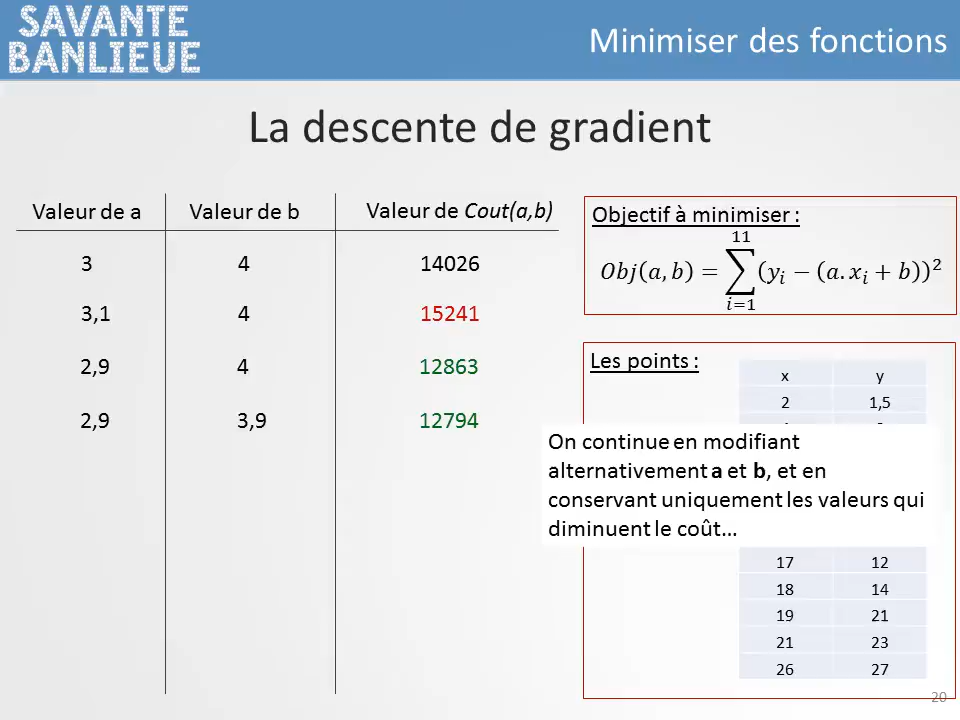 SAVANTE
BANLIEUE
Minimiser des fonctions
La descente de gradient
Valeur de a Valeur de b Valeur de Cout(a,b)
3 4 14026
3,1 4 15241
2,9 4 12863
2,9 3,9 12794
Objectif à minimiser :
Obj(a,b) = ∑_{i=1}^{11} (y_i − (a.x_i + b))²
Les points :
x y
2 1,5
On continue en modifiant
alternativement a et b, et en
conservant uniquement les valeurs qui
diminuent le coût...
17 12
18 14
19 21
21 23
26 27
20